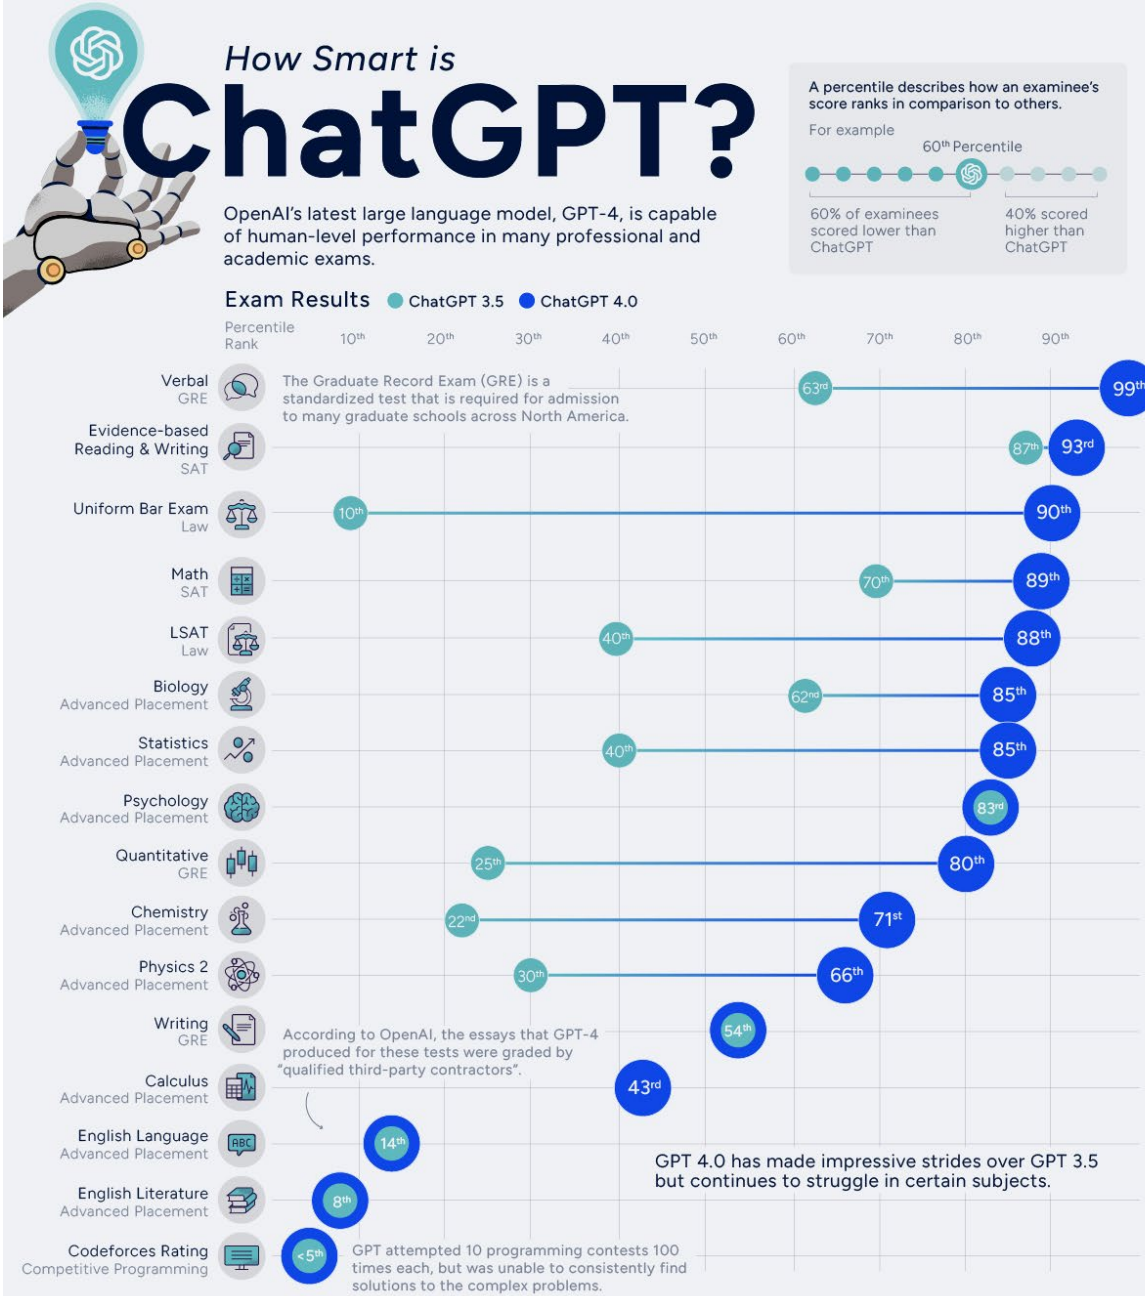 How Smart is
ChatGPT?
OpenAI’s latest large language model, GPT-4, is capable
of human-level performance in many professional and
academic exams.
A percentile describes how an examinee’s
score ranks in comparison to others.
For example
60th Percentile
60% of examinees
scored lower than
ChatGPT
40% scored
higher than
ChatGPT
Exam Results
ChatGPT 3.5
ChatGPT 4.0
Percentile
Rank
10th 20th 30th 40th 50th 60th 70th 80th 90th
Verbal
GRE
The Graduate Record Exam (GRE) is a
standardized test that is required for admission
to many graduate schools across North America.
63rd 99th
Evidence-based
Reading & Writing
SAT
87th 93rd
Uniform Bar Exam
Law
10th 90th
Math
SAT
70th 89th
LSAT
Law
40th 88th
Biology
Advanced Placement
62nd 85th
Statistics
Advanced Placement
40th 85th
Psychology
Advanced Placement
83rd
Quantitative
GRE
25th 80th
Chemistry
Advanced Placement
22nd 71st
Physics 2
Advanced Placement
30th 66th
Writing
GRE
54th
According to OpenAI, the essays that GPT-4
produced for these tests were graded by
“qualified third-party contractors”.
Calculus
Advanced Placement
43rd
English Language
Advanced Placement
ABC
14th
GPT 4.0 has made impressive strides over GPT 3.5
but continues to struggle in certain subjects.
English Literature
Advanced Placement
8th
Codeforces Rating
Competitive Programming
<5th
GPT attempted 10 programming contests 100
times each, but was unable to consistently find
solutions to the complex problems.